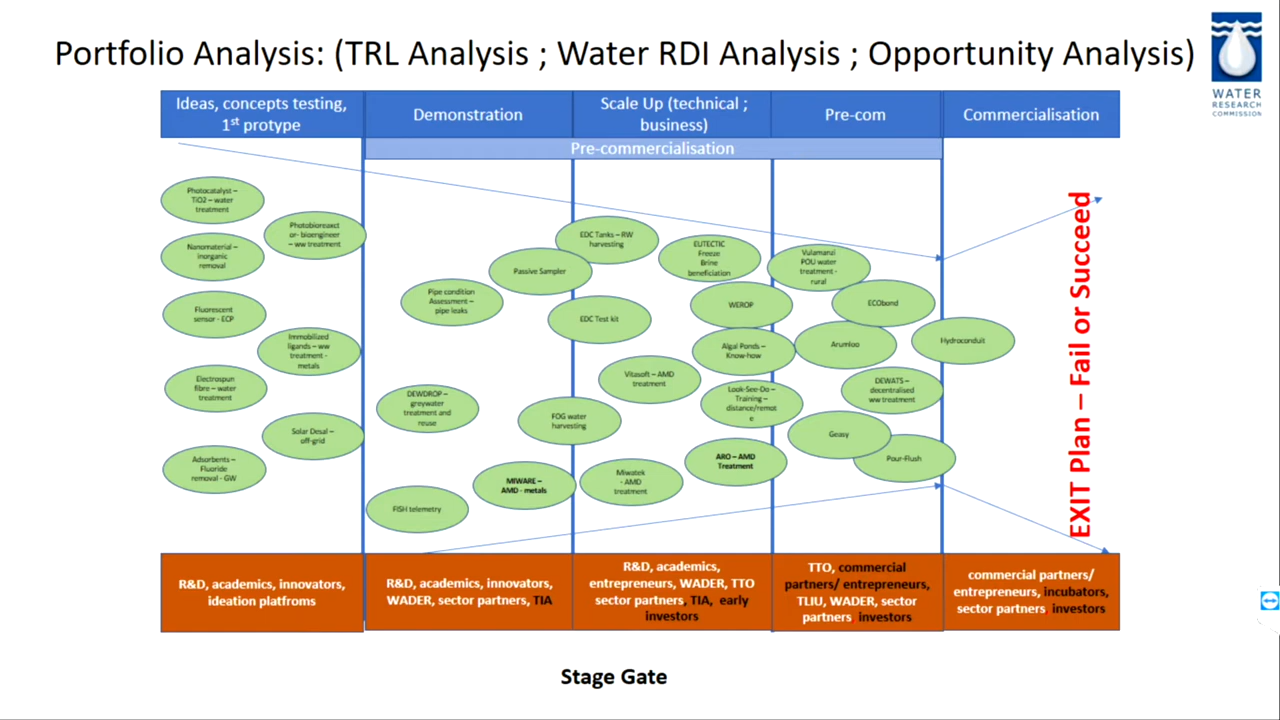 Portfolio Analysis: (TRL Analysis ; Water RDI Analysis ; Opportunity Analysis)
WATER
RESEARCH
COMMISSION
Ideas, concepts testing,
1st protype
Demonstration
Scale Up (technical ;
business)
Pre-com
Commercialisation
Pre-commercialisation
Photocatalyst –
TiO2 – water
treatment
Photobioreact
or- bioengineer
– ww treatment
Nanomaterial –
inorganic
removal
Fluorescent
sensor - ECP
Immobilized
ligands – ww
treatment -
metals
Electrospun
fibre – water
treatment
Solar Desal –
off-grid
Adsorbents –
Fluoride
removal - GW
Pipe condition
Assessment –
pipe leaks
Passive Sampler
DEWDROP –
greywater
treatment and
reuse
MIWARE –
AMD - metals
FISH telemetry
EDC Tanks – RW
harvesting
EDC Test kit
FOG water
harvesting
Vitasoft – AMD
treatment
Miwatek
- AMD
treatment
EUTECTIC
Freeze
Brine
beneficiation
WEROP
Algal Ponds –
Know-how
Look-See-Do –
Training –
distance/remot
e
ARO – AMD
Treatment
Vulamanzi
POU water
treatment -
rural
ECObond
Arumloo
DEWATS –
decentralised
ww treatment
Geasy
Pour-Flush
Hydroconduit
EXIT Plan – Fail or Succeed
R&D, academics, innovators,
ideation platfroms
R&D, academics, innovators,
WADER, sector partners, TIA
R&D, academics,
entrepreneurs, WADER, TTO
sector partners, TIA, early
investors
TTO, commercial
partners/ entrepreneurs,
TLIU, WADER, sector
partners, investors
commercial partners/
entrepreneurs, incubators,
sector partners, investors
Stage Gate